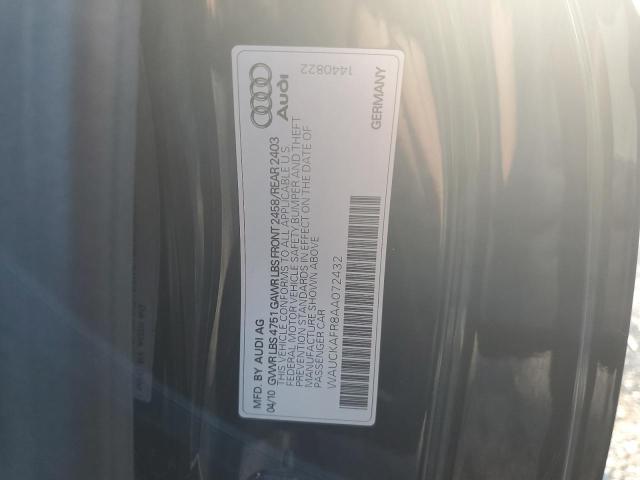 MFD. BY AUDI AG
04/10 GVWR LBS 4751 GAWR LBS FRONT 2458/REAR 2403
THIS VEHICLE CONFORMS TO ALL APPLICABLE U.S.
FEDERAL MOTOR VEHICLE SAFETY BUMPER AND THEFT
PREVENTION STANDARDS IN EFFECT ON THE DATE OF
MANUFACTURE SHOWN ABOVE
PASSENGER CAR
WAUCKAFR8AA072432
Audi
1440822
GERMANY